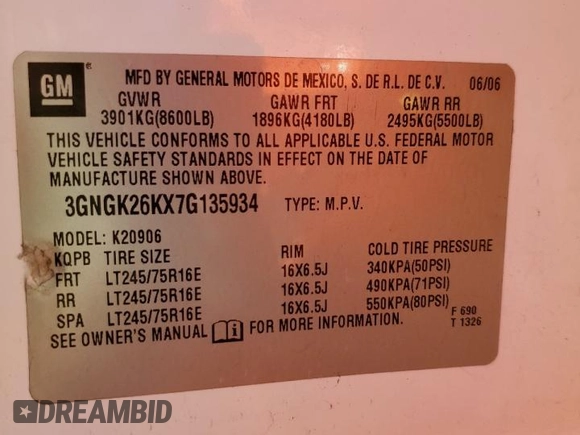 GM ®
MFD BY GENERAL MOTORS DE MEXICO, S. DE R.L. DE C.V. 06/06
GVWR GAWR FRT GAWR RR
3901KG(8600LB) 1896KG(4180LB) 2495KG(5500LB)
THIS VEHICLE CONFORMS TO ALL APPLICABLE U.S. FEDERAL MOTOR
VEHICLE SAFETY STANDARDS IN EFFECT ON THE DATE OF
MANUFACTURE SHOWN ABOVE.
3GNGK26KX7G135934 TYPE: M.P.V.
MODEL: K20906
KQPB TIRE SIZE RIM COLD TIRE PRESSURE
FRT LT245/75R16E 16X6.5J 340KPA(50PSI)
RR LT245/75R16E 16X6.5J 490KPA(71PSI)
SPA LT245/75R16E 16X6.5J 550KPA(80PSI)
SEE OWNER'S MANUAL FOR MORE INFORMATION.
F 690
T 1326
DREAMBID